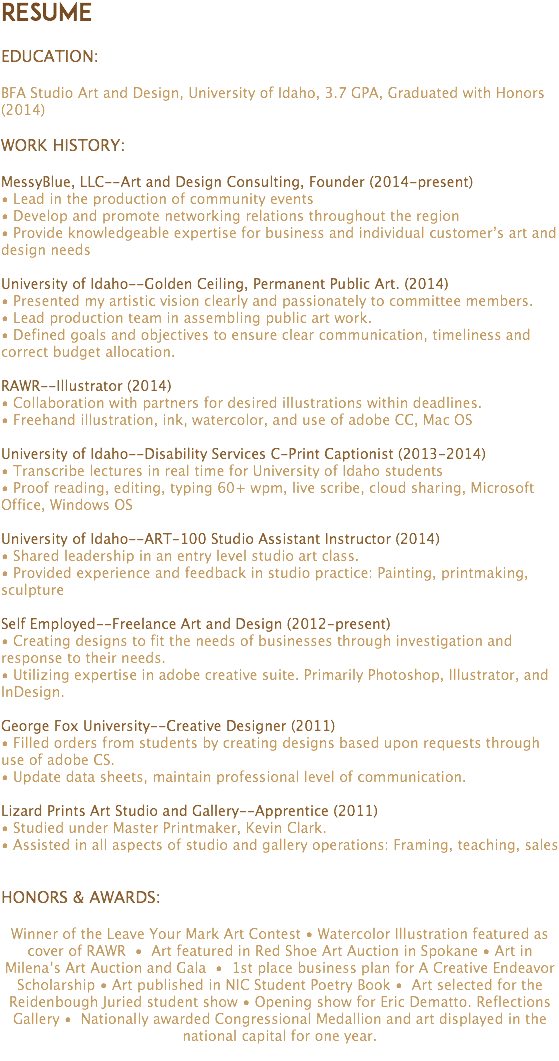 RESUME
EDUCATION:
BFA Studio Art and Design, University of Idaho, 3.7 GPA, Graduated with Honors
(2014)
WORK HISTORY:
MessyBlue, LLC--Art and Design Consulting, Founder (2014-present)
• Lead in the production of community events
• Develop and promote networking relations throughout the region
• Provide knowledgeable expertise for business and individual customer's art and
design needs
University of Idaho--Golden Ceiling, Permanent Public Art. (2014)
• Presented my artistic vision clearly and passionately to committee members.
• Lead production team in assembling public art work.
• Defined goals and objectives to ensure clear communication, timeliness and
correct budget allocation.
RAWR--Illustrator (2014)
• Collaboration with partners for desired illustrations within deadlines.
• Freehand illustration, ink, watercolor, and use of adobe CC, Mac OS
University of Idaho--Disability Services C-Print Captionist (2013-2014)
• Transcribe lectures in real time for University of Idaho students
• Proof reading, editing, typing 60+ wpm, live scribe, cloud sharing, Microsoft
Office, Windows OS
University of Idaho--ART-100 Studio Assistant Instructor (2014)
• Shared leadership in an entry level studio art class.
• Provided experience and feedback in studio practice: Painting, printmaking,
sculpture
Self Employed--Freelance Art and Design (2012-present)
• Creating designs to fit the needs of businesses through investigation and
response to their needs.
• Utilizing expertise in adobe creative suite. Primarily Photoshop, Illustrator, and
InDesign.
George Fox University--Creative Designer (2011)
• Filled orders from students by creating designs based upon requests through
use of adobe CS.
• Update data sheets, maintain professional level of communication.
Lizard Prints Art Studio and Gallery--Apprentice (2011)
• Studied under Master Printmaker, Kevin Clark.
• Assisted in all aspects of studio and gallery operations: Framing, teaching, sales
HONORS & AWARDS:
Winner of the Leave Your Mark Art Contest • Watercolor Illustration featured as
cover of RAWR • Art featured in Red Shoe Art Auction in Spokane • Art in
Milena's Art Auction and Gala • 1st place business plan for A Creative Endeavor
Scholarship • Art published in NIC Student Poetry Book • Art selected for the
Reidenbough Juried student show • Opening show for Eric Dematto. Reflections
Gallery • Nationally awarded Congressional Medallion and art displayed in the
national capital for one year.